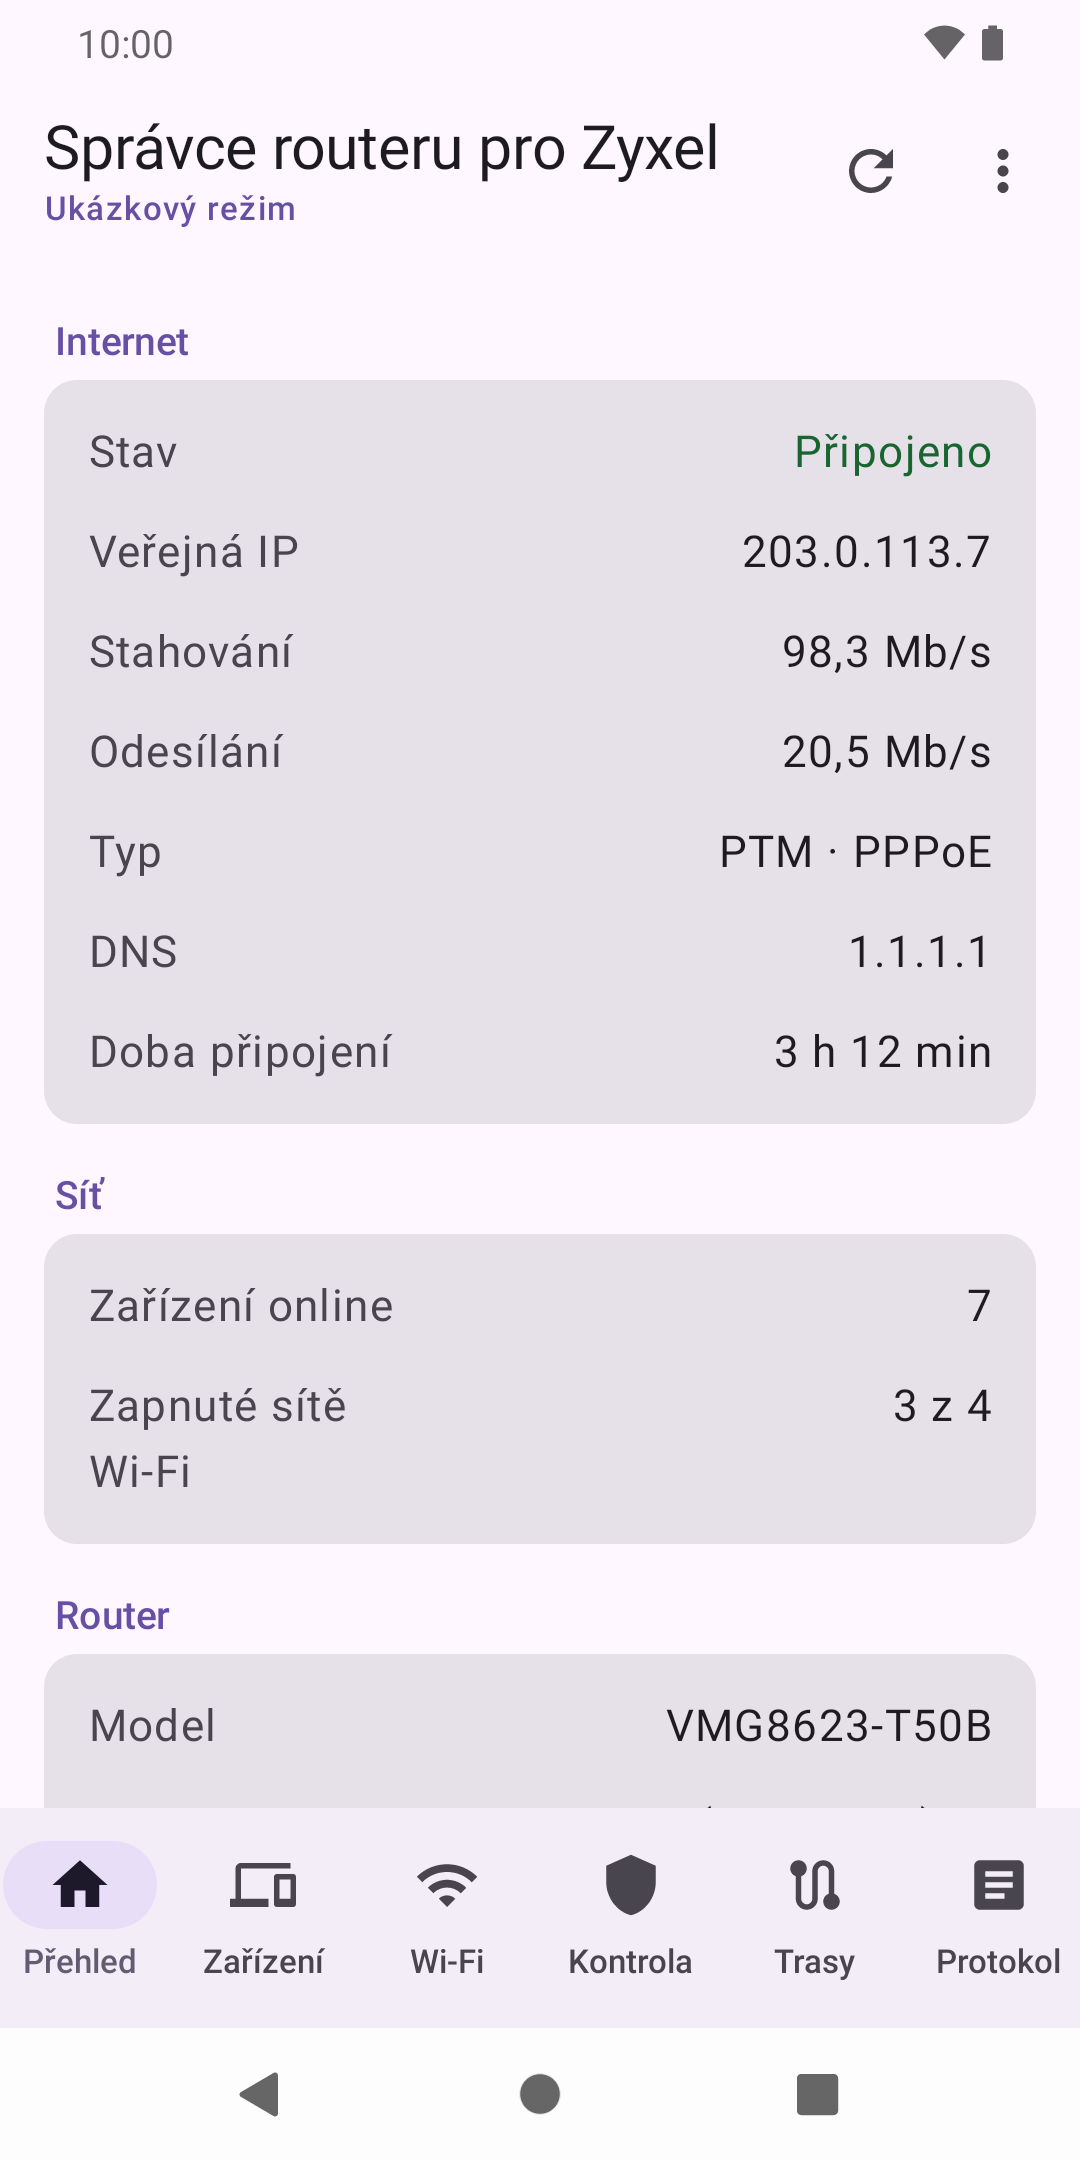 10:00
Správce routeru pro Zyxel
Ukázkový režim
Internet
Stav Připojeno
Veřejná IP 203.0.113.7
Stahování 98,3 Mb/s
Odesílání 20,5 Mb/s
Typ PTM · PPPoE
DNS 1.1.1.1
Doba připojení 3 h 12 min
Síť
Zařízení online 7
Zapnuté sítě 3 z 4
Wi-Fi
Router
Model VMG8623-T50B
Přehled Zařízení Wi-Fi Kontrola Trasy Protokol